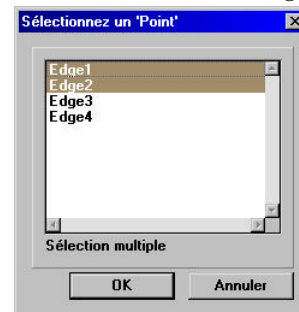 Sélectionnez un 'Point'
Edge1
Edge2
Edge3
Edge4
Sélection multiple
OK
Annuler